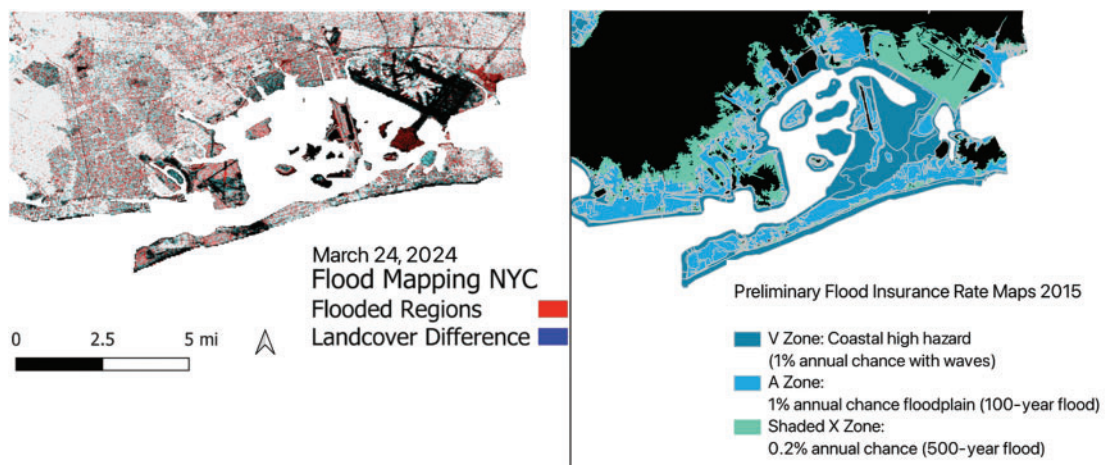 March 24, 2024
Flood Mapping NYC
Flooded Regions
Landcover Difference
0 2.5 5 mi
Preliminary Flood Insurance Rate Maps 2015
V Zone: Coastal high hazard
(1% annual chance with waves)
A Zone:
1% annual chance floodplain (100-year flood)
Shaded X Zone:
0.2% annual chance (500-year flood)